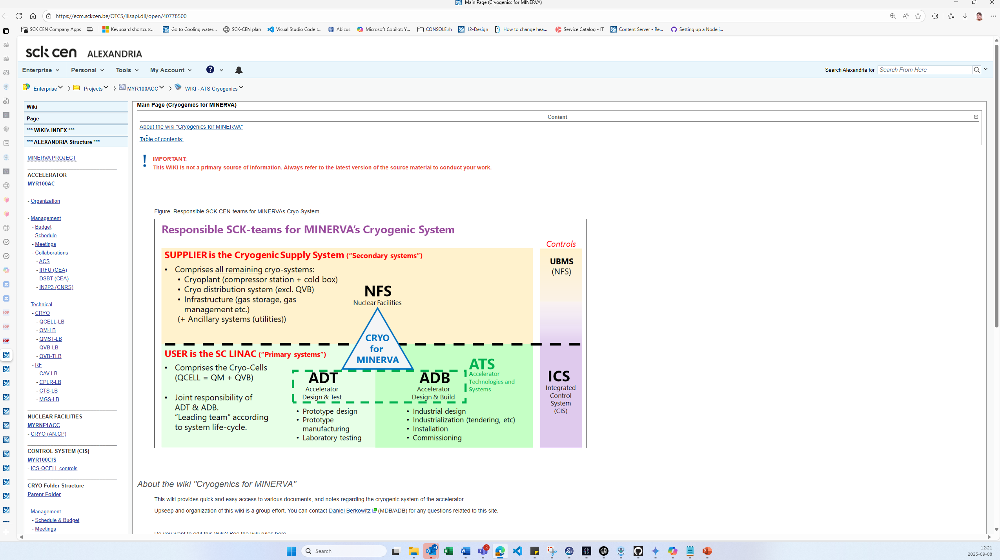 Main Page (Cryogenics for MINERVA)
https://ecm.sckcen.be/OTCS/llisapi.dll/open/40778500
SCK CEN Company Apps
Keyboard shortcuts...
Go to Cooling water...
SCK•CEN plan
Visual Studio Code t...
Abicus
Microsoft Copilot: Y...
CONSOLE.rh
12-Design
How to change hea...
Service Catalog - IT
Content Server - Re...
Setting up a Node.j...
sck cen ALEXANDRIA
Enterprise Personal Tools My Account ?
Search Alexandria for Search From Here
Enterprise › Projects › MYR100ACC › WIKI - ATS Cryogenics
Wiki
Page
*** WIKI's INDEX ***
*** ALEXANDRIA Structure ***
MINERVA PROJECT
ACCELERATOR
MYR100AC
- Organization
- Management
- Budget
- Schedule
- Meetings
- Collaborations
- ACS
- IRFU (CEA)
- DSBT (CEA)
- IN2P3 (CNRS)
- Technical
- CRYO
- QCELL-LB
- QM-LB
- QMST-LB
- QVB-LB
- QVB-TLB
- RF
- CAV-LB
- CPLR-LB
- CTS-LB
- MGS-LB
NUCLEAR FACILITIES
MYRNF1ACC
- CRYO (AN.CP)
CONTROL SYSTEM (CIS)
MYR100CIS
- ICS-QCELL controls
CRYO Folder Structure
Parent Folder
- Management
- Schedule & Budget
- Meetings
Main Page (Cryogenics for MINERVA)
Content
About the wiki "Cryogenics for MINERVA"
Table of contents:
! IMPORTANT:
This WIKI is not a primary source of information. Always refer to the latest version of the source material to conduct your work.
Figure. Responsible SCK CEN-teams for MINERVAs Cryo-System.
Responsible SCK-teams for MINERVA's Cryogenic System
Controls
SUPPLIER is the Cryogenic Supply System (“Secondary systems”)
• Comprises all remaining cryo-systems:
• Cryoplant (compressor station + cold box)
• Cryo distribution system (excl. QVB)
• Infrastructure (gas storage, gas
management etc.)
(+ Ancillary systems (utilities))
NFS
Nuclear Facilities
UBMS
(NFS)
CRYO
for
MINERVA
USER is the SC LINAC (“Primary systems”)
• Comprises the Cryo-Cells
(QCELL = QM + QVB)
• Joint responsibility of
ADT & ADB.
“Leading team” according
to system life-cycle.
ADT
Accelerator
Design & Test
• Prototype design
• Prototype
manufacturing
• Laboratory testing
ADB
Accelerator
Design & Build
• Industrial design
• Industrialization (tendering, etc)
• Installation
• Commissioning
ATS
Accelerator
Technologies and
Systems
ICS
Integrated
Control
System
(CIS)
About the wiki "Cryogenics for MINERVA"
This wiki provides quick and easy access to various documents, and notes regarding the cryogenic system of the accelerator.
Upkeep and organization of this wiki is a group effort. You can contact Daniel Berkowitz (MDB/ADB) for any questions related to this site.
Do you want to edit this Wiki? See the wiki rules here
Search
3
12:21
2025-09-08